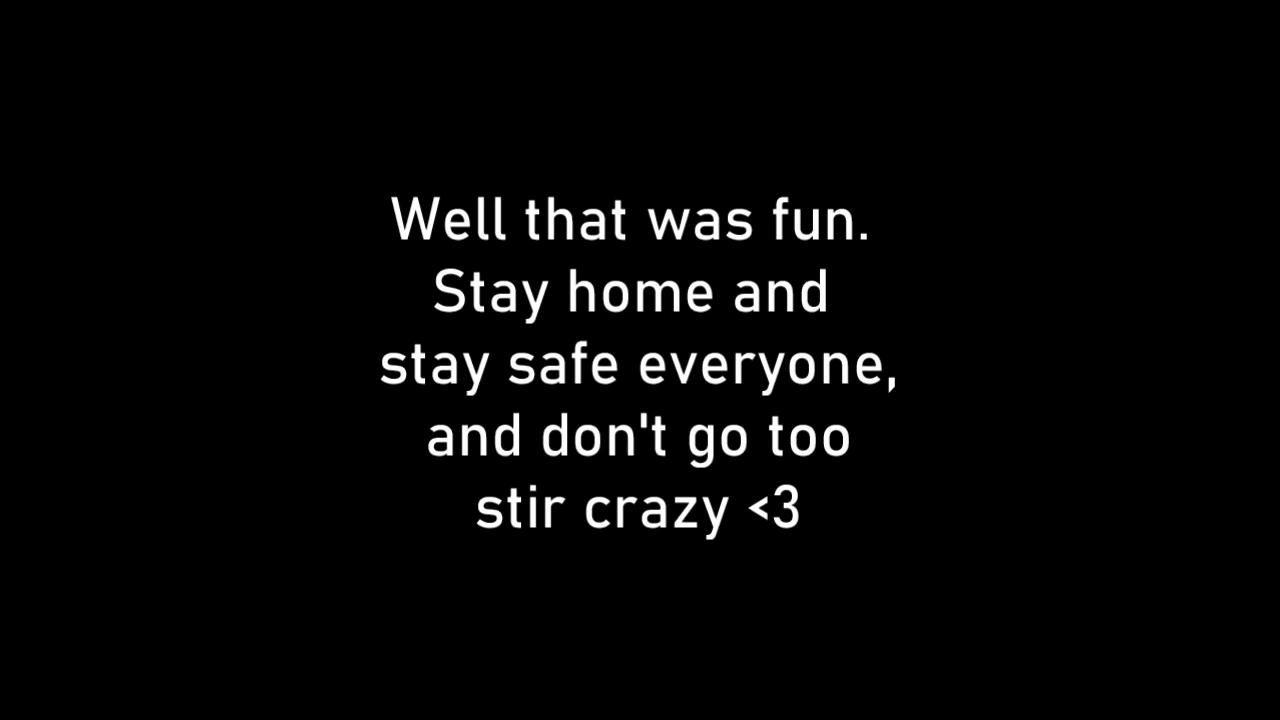 Well that was fun.
Stay home and
stay safe everyone,
and don't go too
stir crazy <3